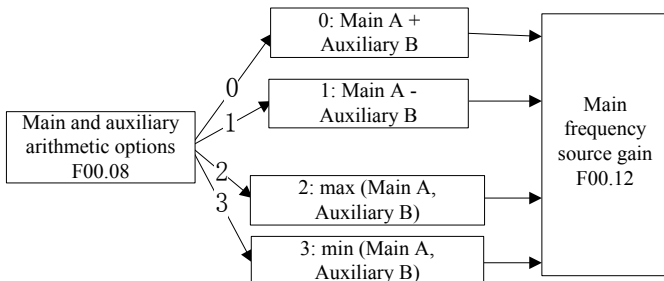 0: Main A +
Auxiliary B
1: Main A -
Auxiliary B
Main and auxiliary
arithmetic options
F00.08
0
1
2
3
2: max (Main A,
Auxiliary B)
3: min (Main A,
Auxiliary B)
Main
frequency
source gain
F00.12